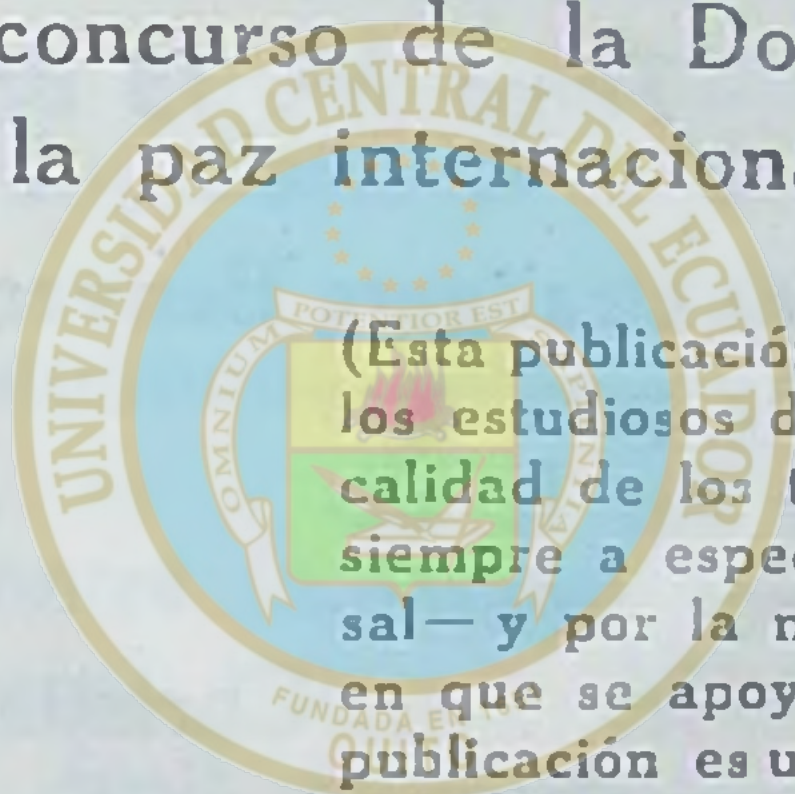 concurso de la Do
la paz internacion
UNIVERSIDAD CENTRAL DEL ECUADOR
POTENTIOR EST
OMNIUM
SAPIENTIA
(Esta publicació
los estudiosos d
calidad de los t
siempre a espe
sal— y por la n
en que se apoy
publicación es u
FUNDADA EN
QUITO